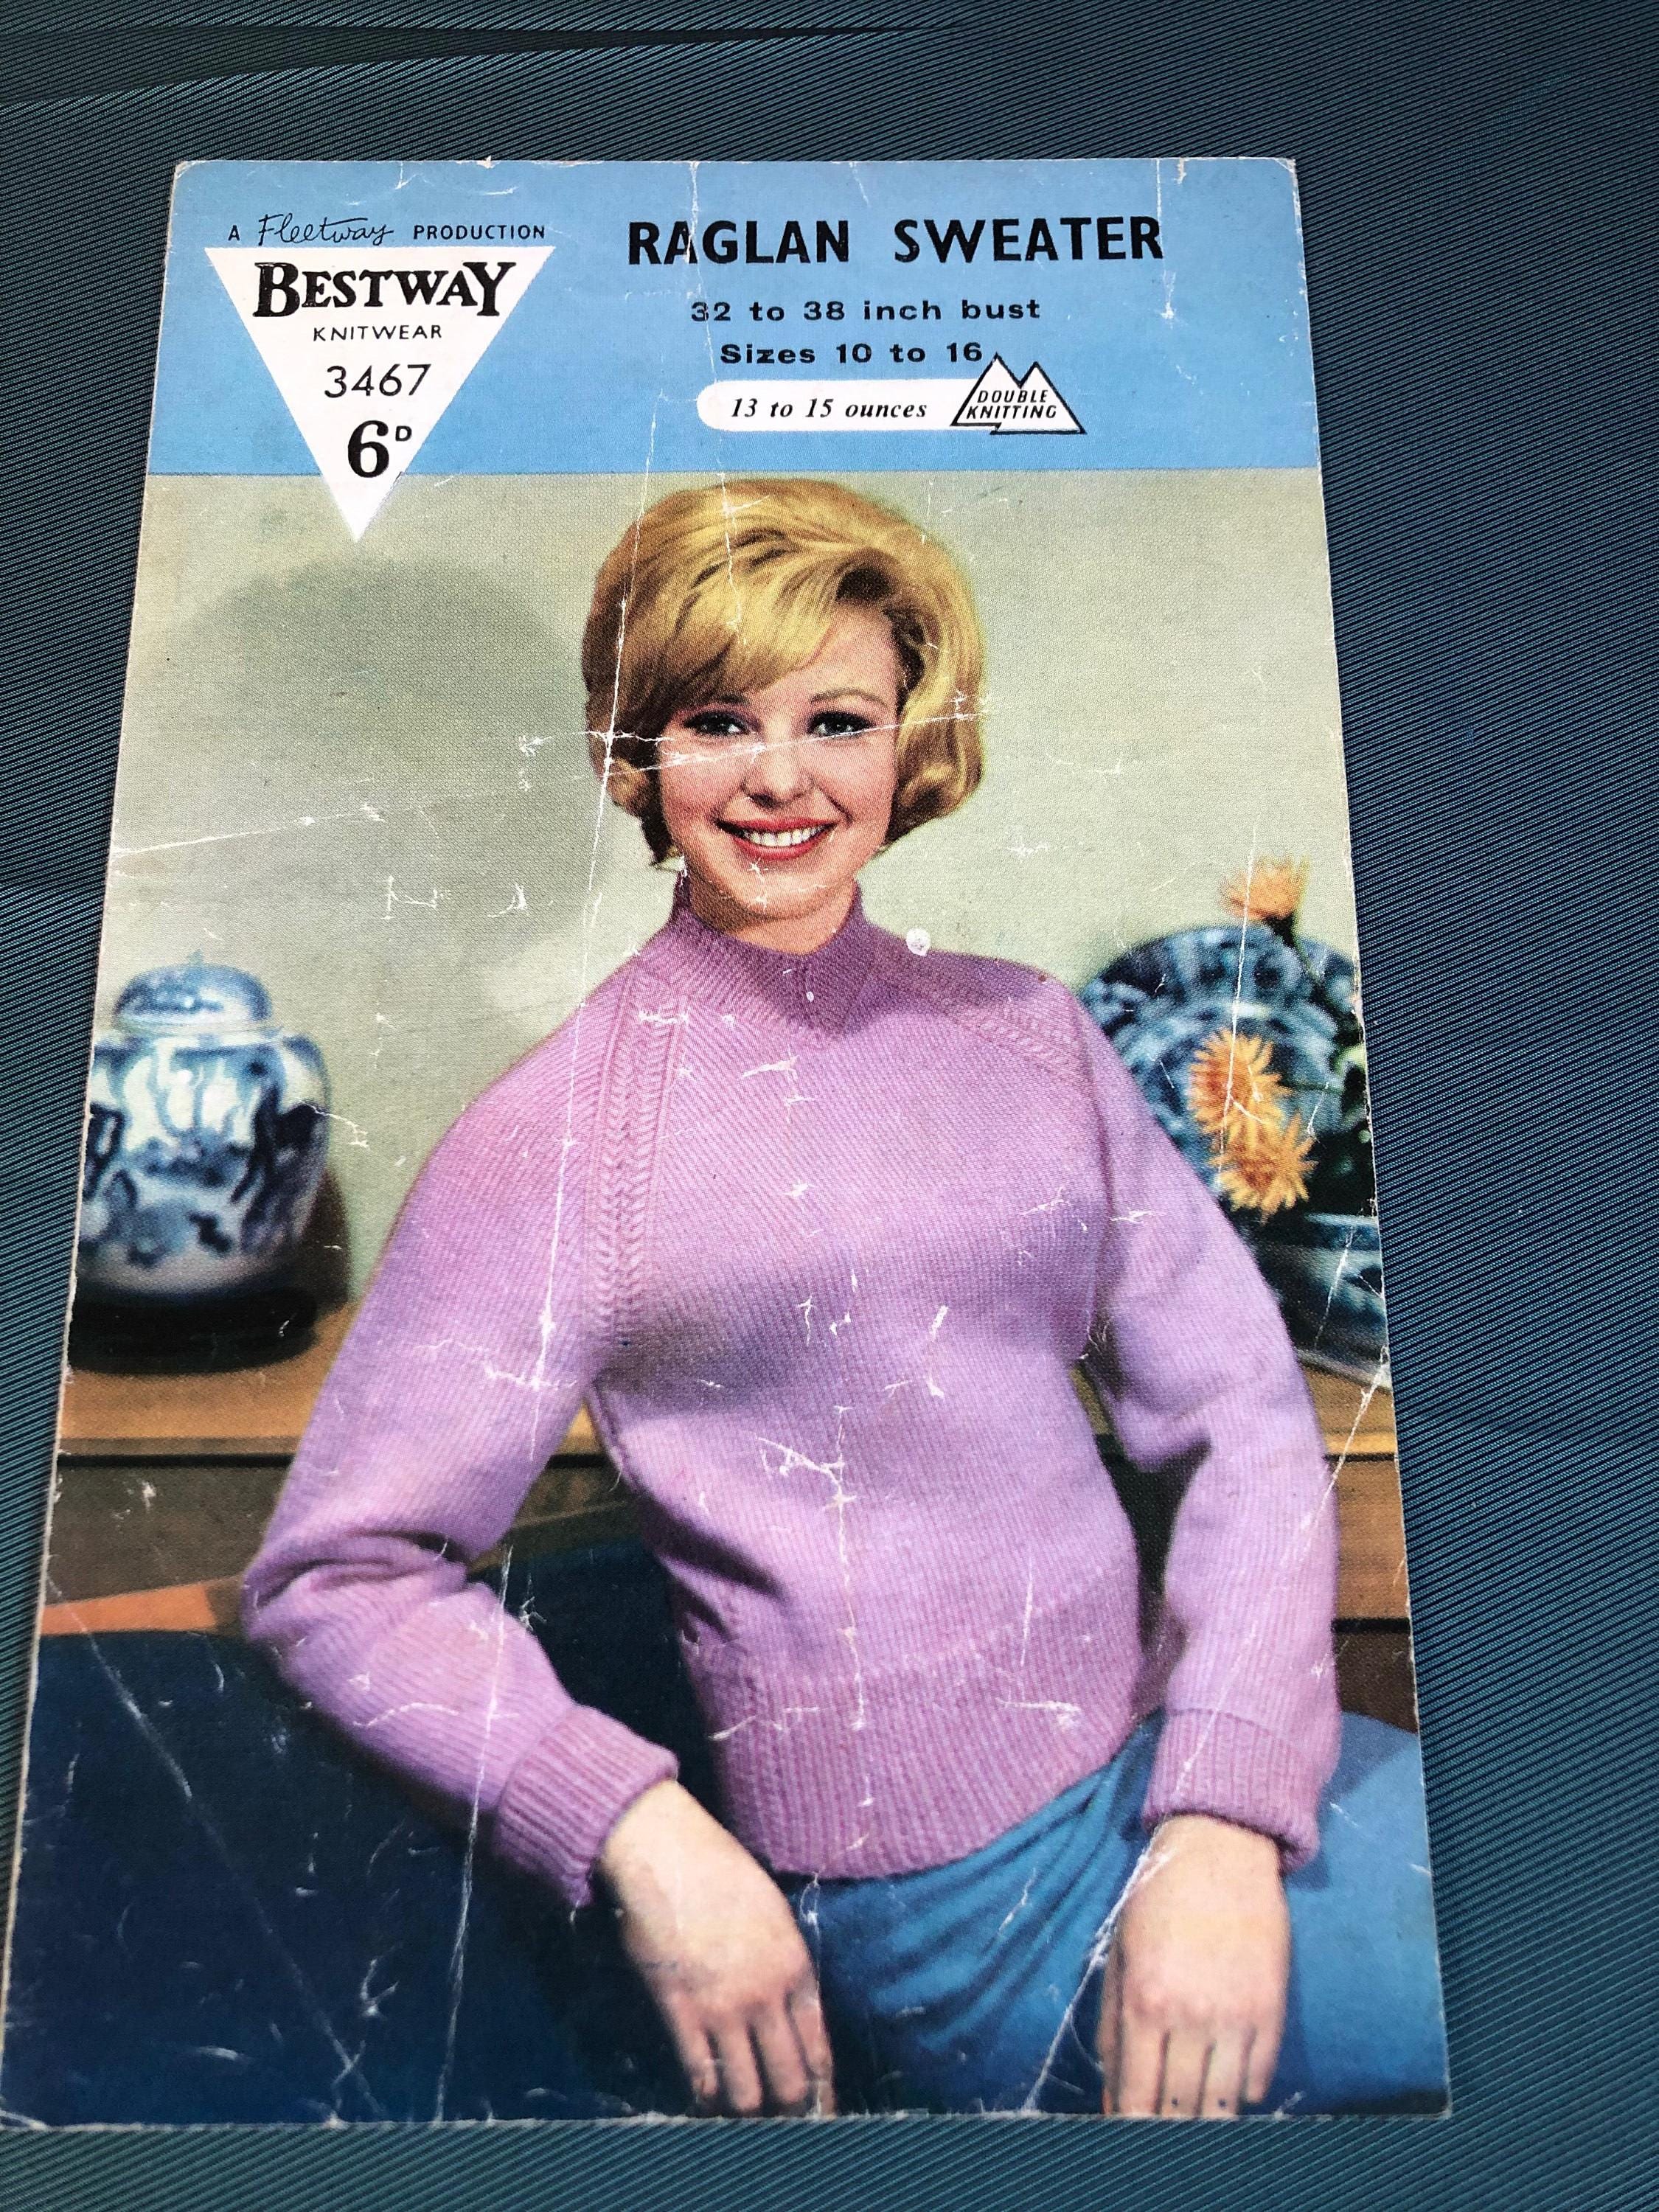 A Fleetway PRODUCTION
BESTWAY
KNITWEAR
3467
6D
RAGLAN SWEATER
32 to 38 inch bust
Sizes 10 to 16
13 to 15 ounces
DOUBLE
KNITTING